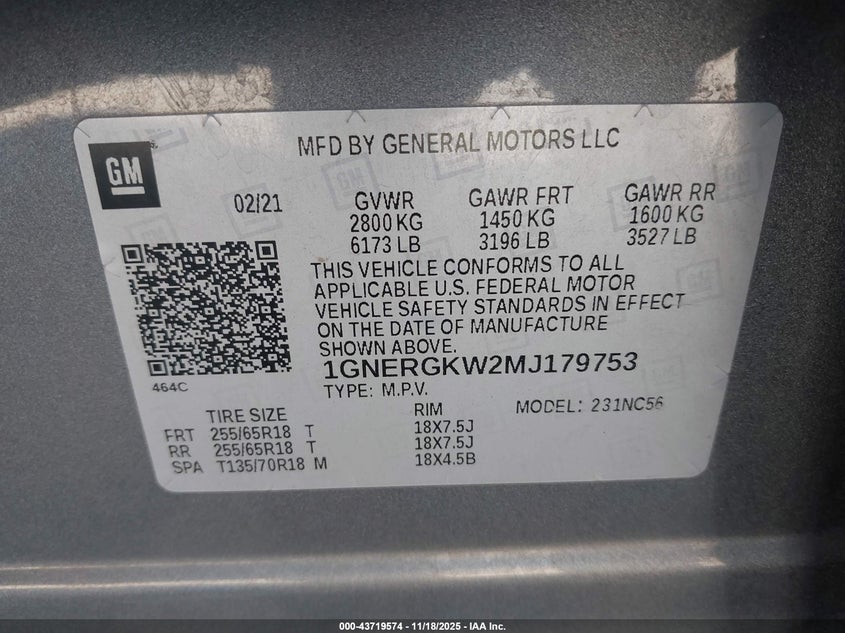 MFD BY GENERAL MOTORS LLC
GM
02/21
GVWR GAWR FRT GAWR RR
2800 KG 1450 KG 1600 KG
6173 LB 3196 LB 3527 LB
THIS VEHICLE CONFORMS TO ALL
APPLICABLE U.S. FEDERAL MOTOR
VEHICLE SAFETY STANDARDS IN EFFECT
ON THE DATE OF MANUFACTURE
SHOWN ABOVE.
1GNERGKW2MJ179753
464C
TYPE: M.P.V.
TIRE SIZE RIM MODEL: 231NC56
FRT 255/65R18 T 18X7.5J
RR 255/65R18 T 18X7.5J
SPA T135/70R18 M 18X4.5B
000-43719574 - 11/18/2025 - IAA Inc.